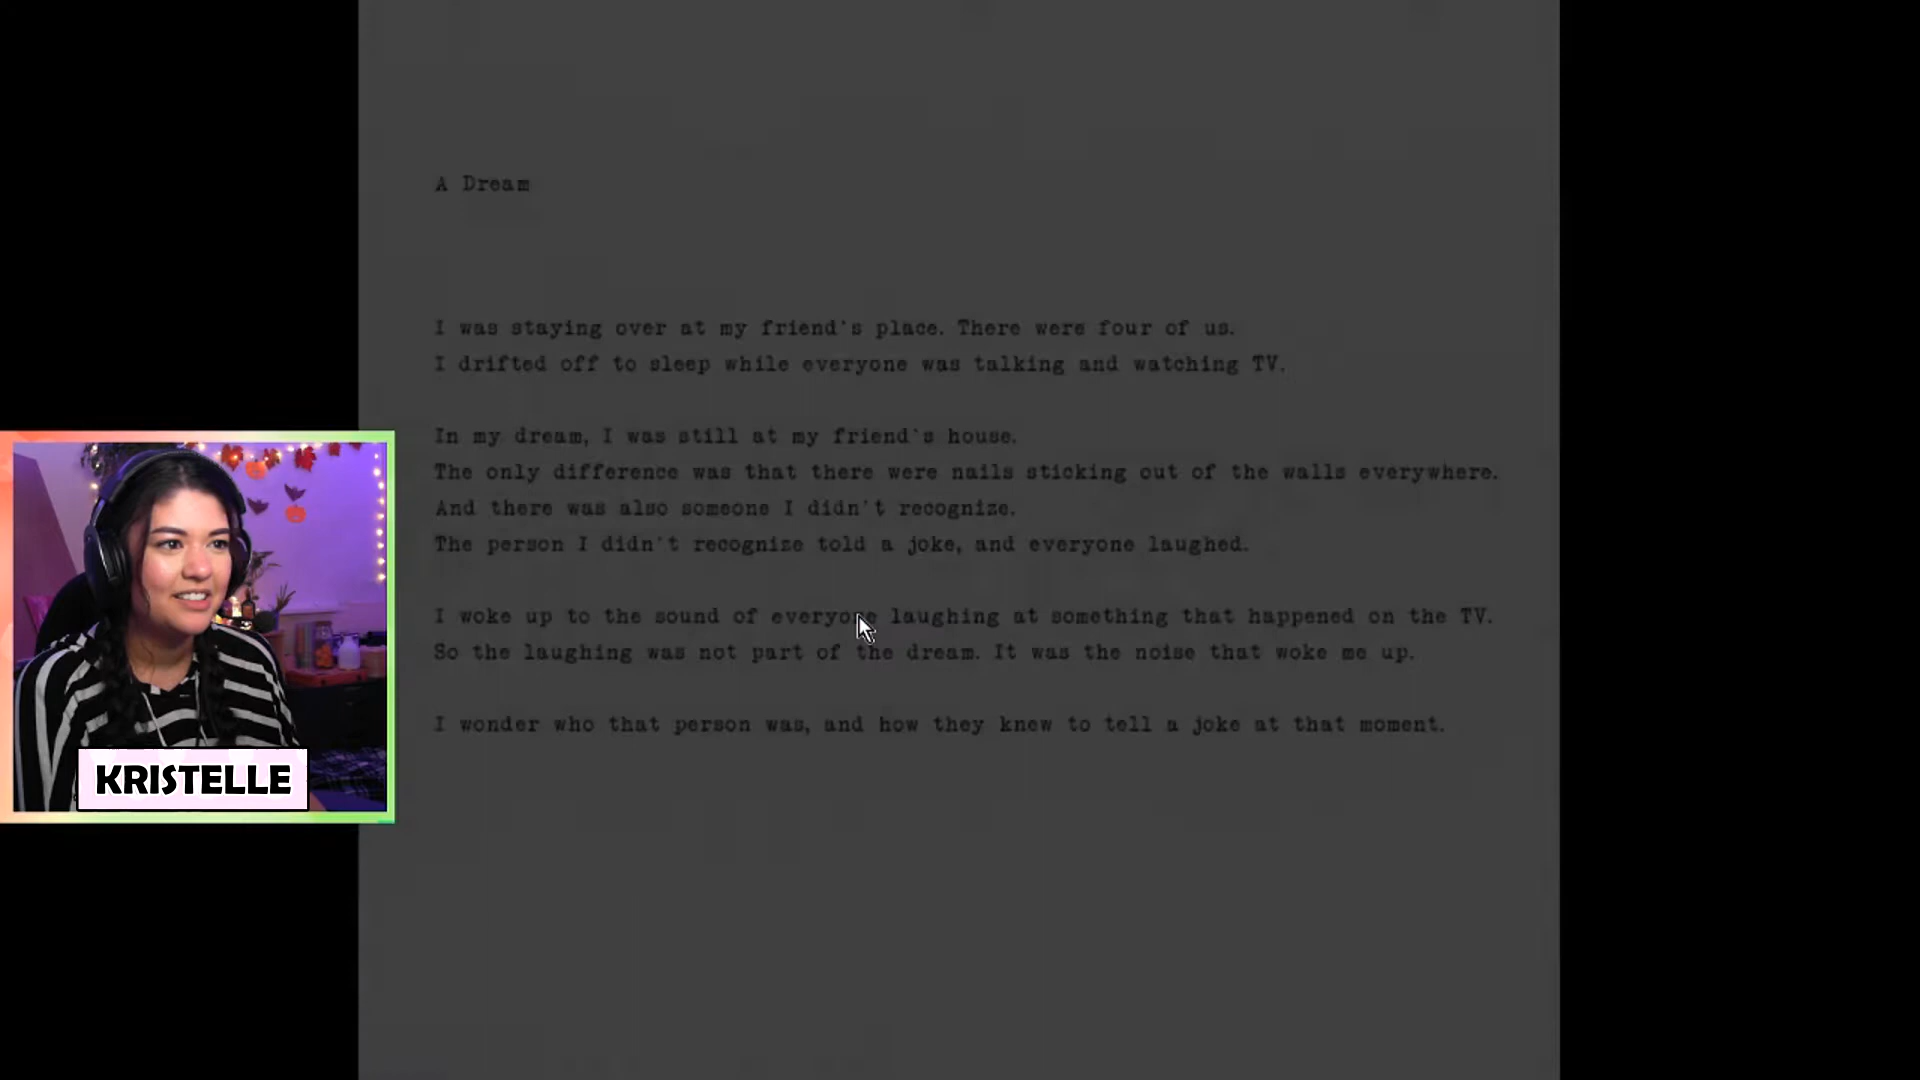 A Dream
I was staying over at my friend's place. There were four of us.
I drifted off to sleep while everyone was talking and watching TV.
In my dream, I was still at my friend's house.
The only difference was that there were nails sticking out of the walls everywhere.
And there was also someone I didn't recognize.
The person I didn't recognize told a joke, and everyone laughed.
I woke up to the sound of everyone laughing at something that happened on the TV.
So the laughing was not part of the dream. It was the noise that woke me up.
I wonder who that person was, and how they knew to tell a joke at that moment.
KRISTELLE